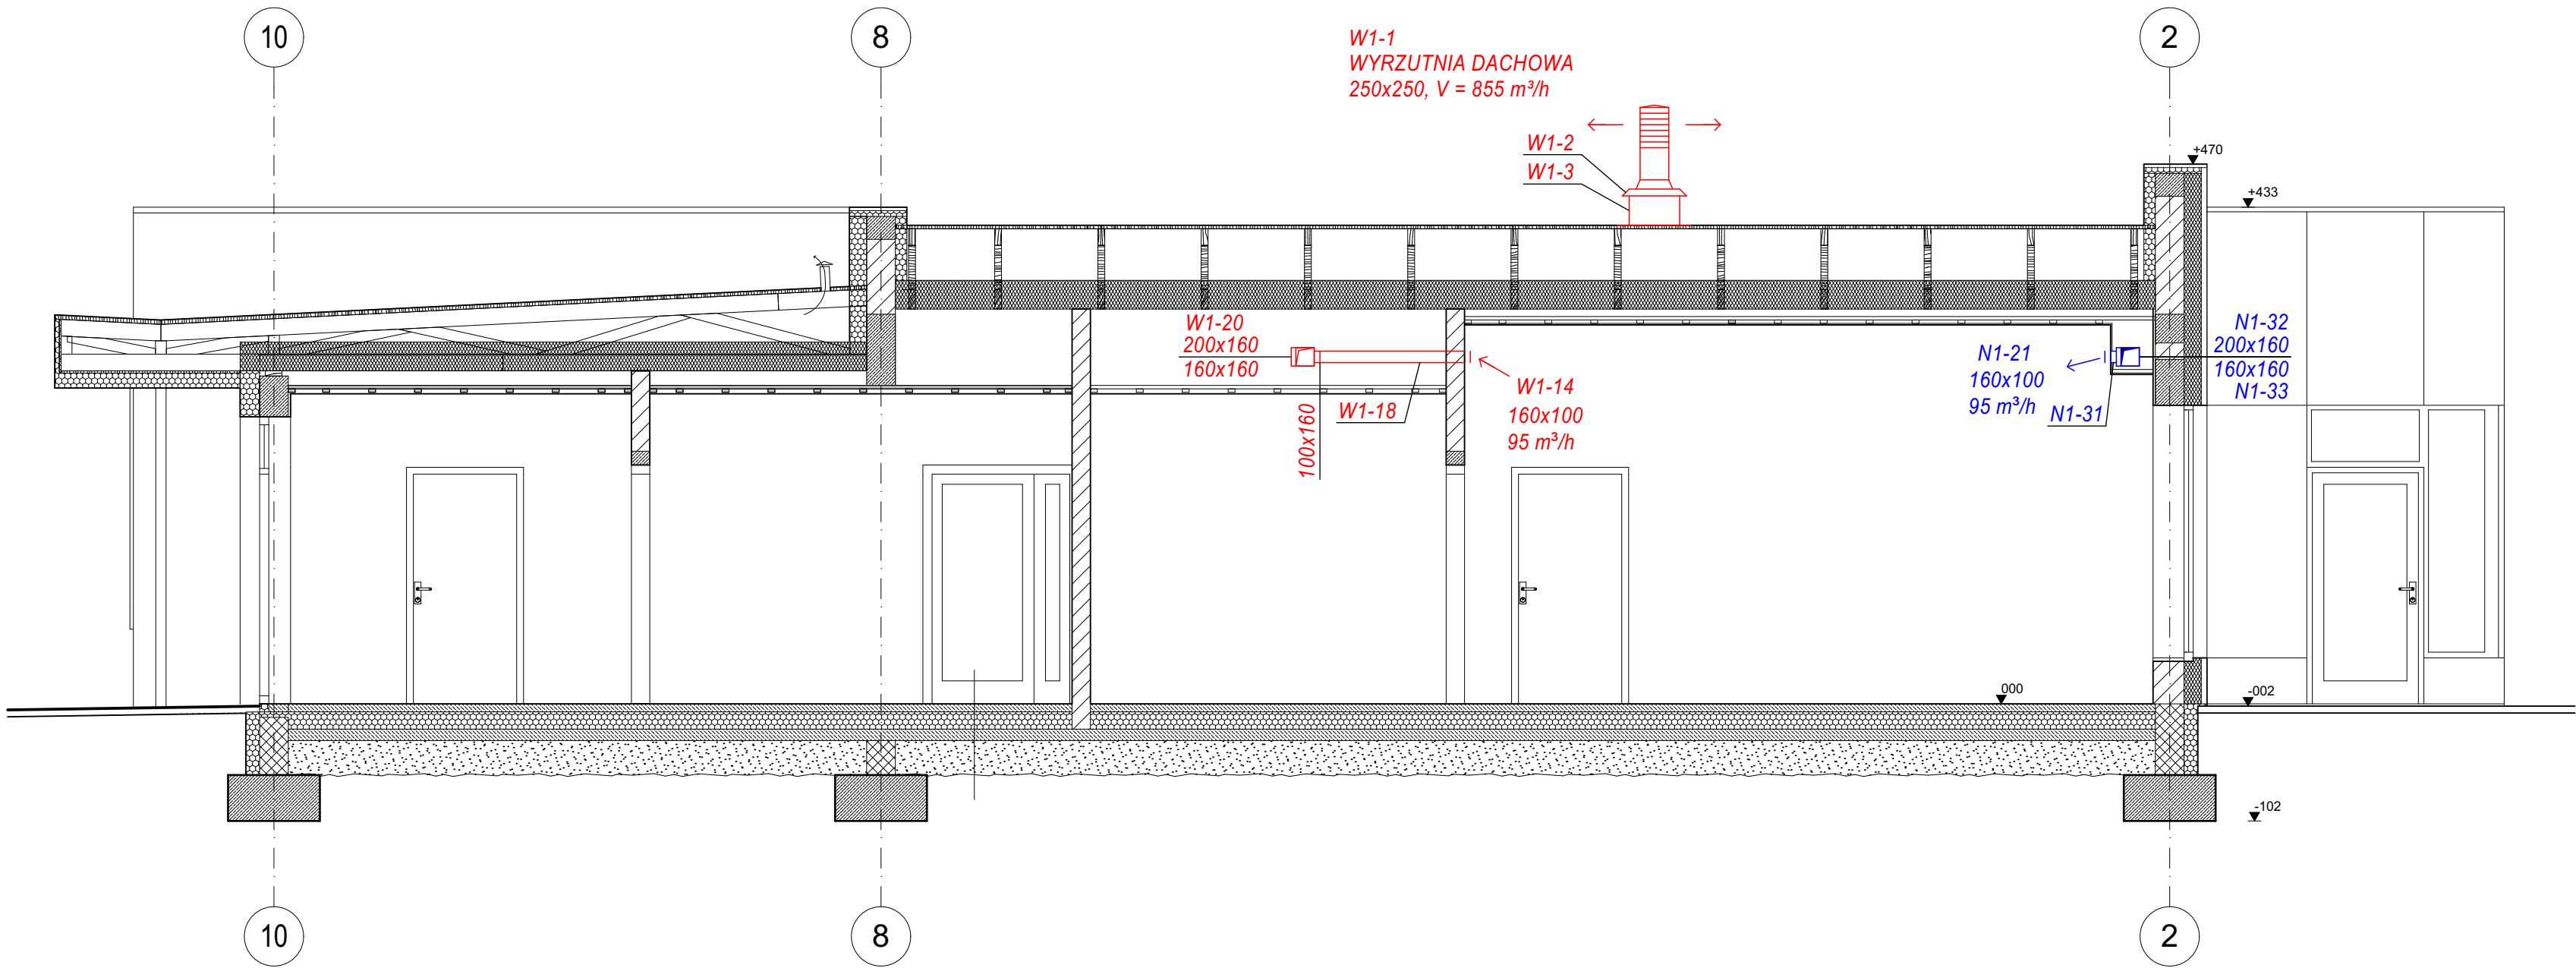 10
8
2
W1-1
WYRZUTNIA DACHOWA
250x250, V = 855 m³/h
W1-2
W1-3
+470
+433
W1-20
200x160
160x160
100x160
W1-18
W1-14
160x100
95 m³/h
N1-21
160x100
95 m³/h
N1-31
N1-32
200x160
160x160
N1-33
000
-002
-102
10
8
2